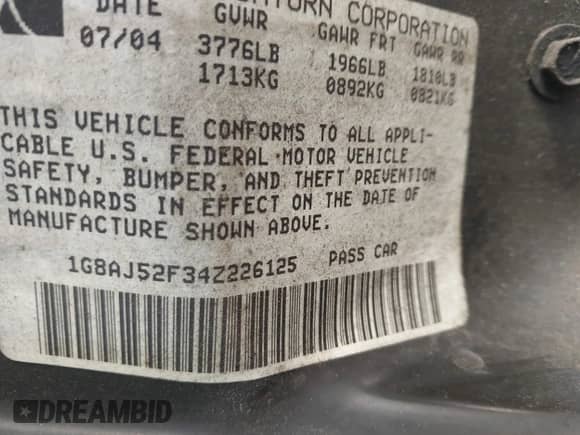 DATE GVWR SATURN CORPORATION
07/04 3776LB GAWR FRT GAWR RR
1713KG 1966LB 1810LB
0892KG 0821KG
THIS VEHICLE CONFORMS TO ALL APPLI-
CABLE U.S. FEDERAL MOTOR VEHICLE
SAFETY, BUMPER, AND THEFT PREVENTION
STANDARDS IN EFFECT ON THE DATE OF
MANUFACTURE SHOWN ABOVE.
1G8AJ52F34Z226125 PASS CAR
DREAMBID